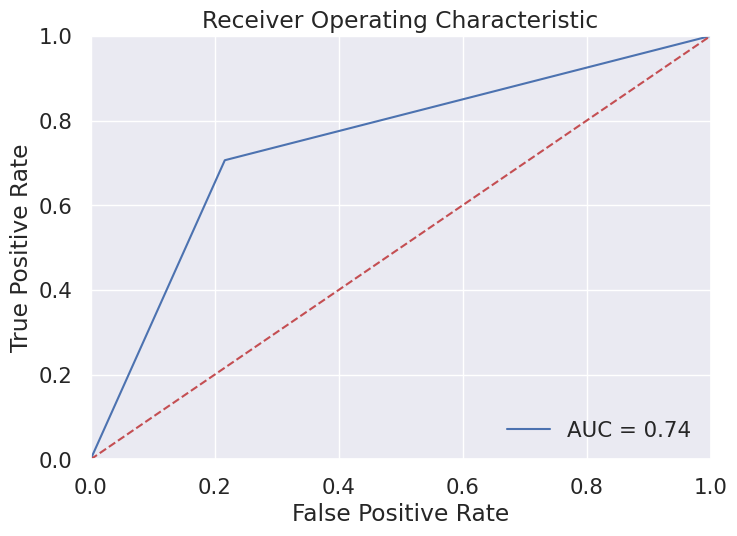 Receiver Operating Characteristic
1.0
0.8
0.6
0.4
0.2
0.0
True Positive Rate
AUC = 0.74
0.0 0.2 0.4 0.6 0.8 1.0
False Positive Rate